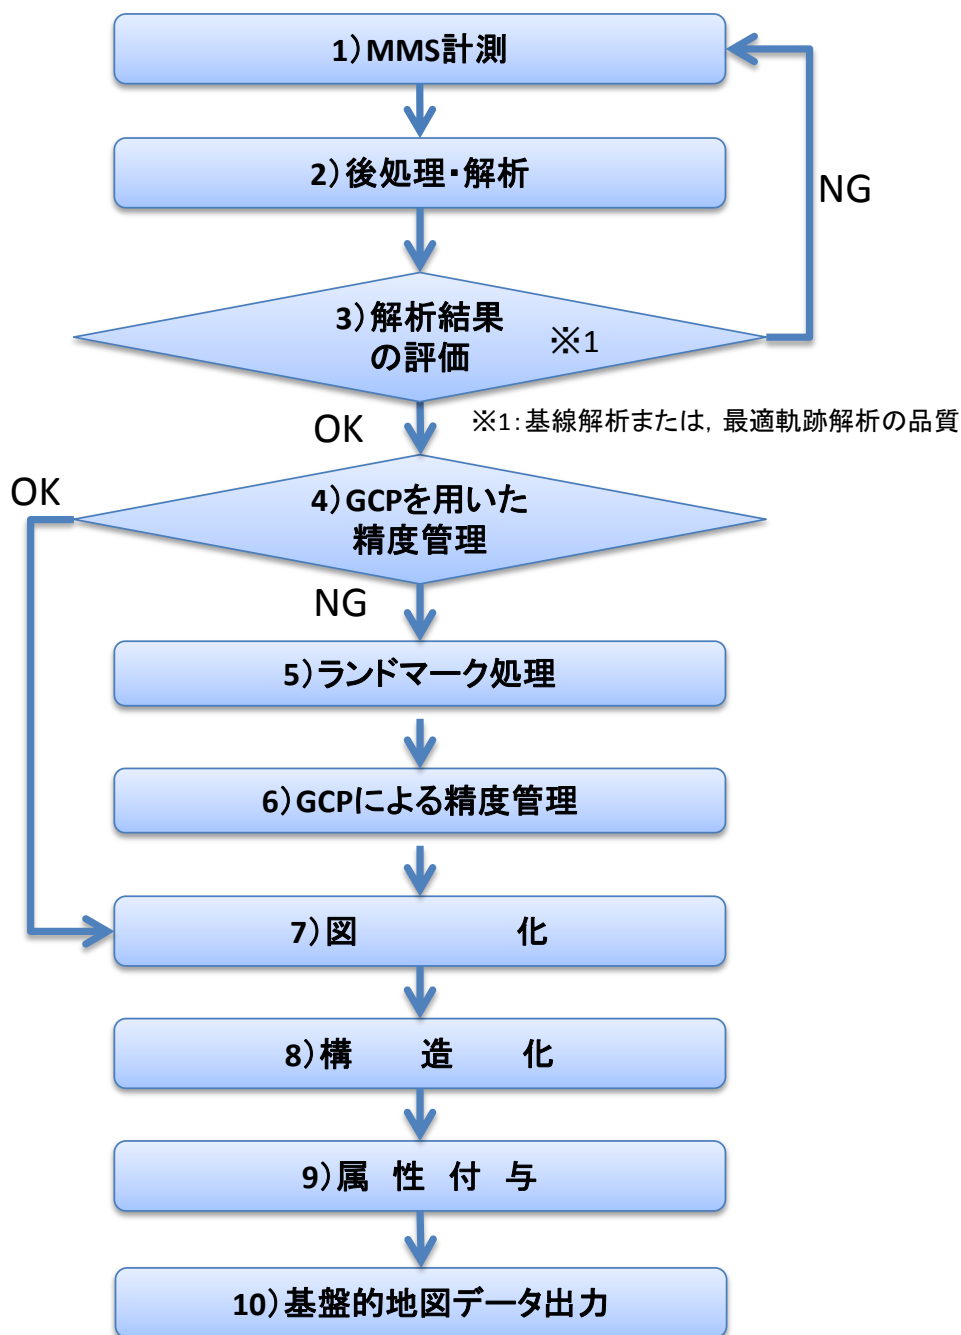 1)MMS計測
2)後処理・解析
NG
3)解析結果
の評価
※1
OK
※1:基線解析または,最適軌跡解析の品質
OK
4)GCPを用いた
精度管理
NG
5)ランドマーク処理
6)GCPによる精度管理
7)図 化
8)構 造 化
9)属 性 付 与
10)基盤的地図データ出力